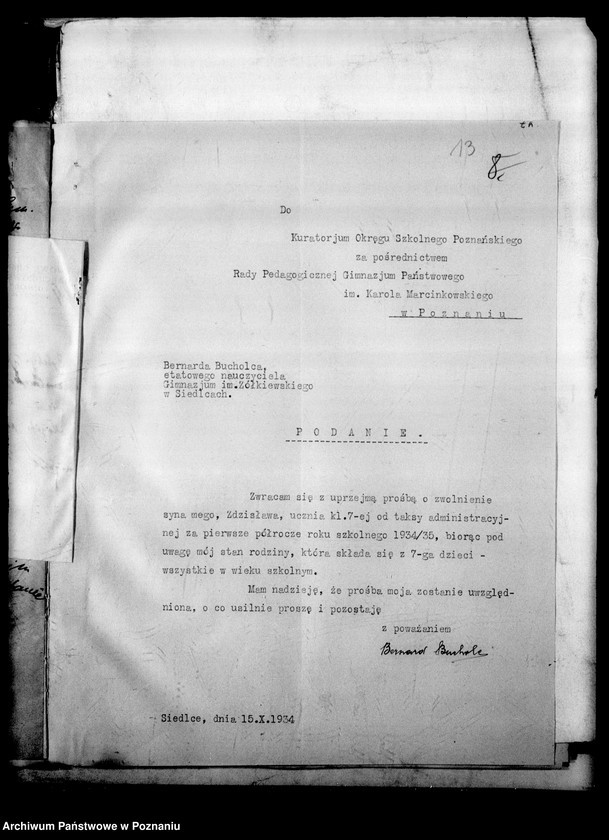 13
8
Do
Kuratorjum Okręgu Szkolnego Poznańskiego
za pośrednictwem
Rady Pedagogicznej Gimnazjum Państwowego
im. Karola Marcinkowskiego
w Poznaniu
Bernarda Bucholca,
etatowego nauczyciela
Gimnazjum im.Żółkiewskiego
w Siedlcach.
PODANIE.
Zwracam się z uprzejmą prośbą o zwolnienie
syna mego, Zdzisława, ucznia kl.7-ej od taksy administracyj-
nej za pierwsze półrocze roku szkolnego 1934/35, biorąc pod
uwagę mój stan rodziny, która składa się z 7-ga dzieci -
wszystkie w wieku szkolnym.
Mam nadzieję, że prośba moja zostanie uwzględ-
niona, o co usilnie proszę i pozostaję
z poważaniem
Bernard Bucholc
Siedlce, dnia 15.X.1934
Archiwum Państwowe w Poznaniu